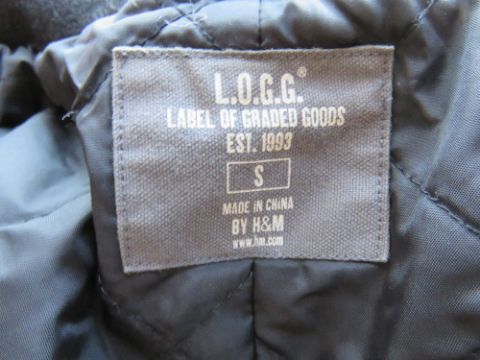 L.O.G.G.®
LABEL OF GRADED GOODS
EST. 1993
S
MADE IN CHINA
BY H&M
www.hm.com